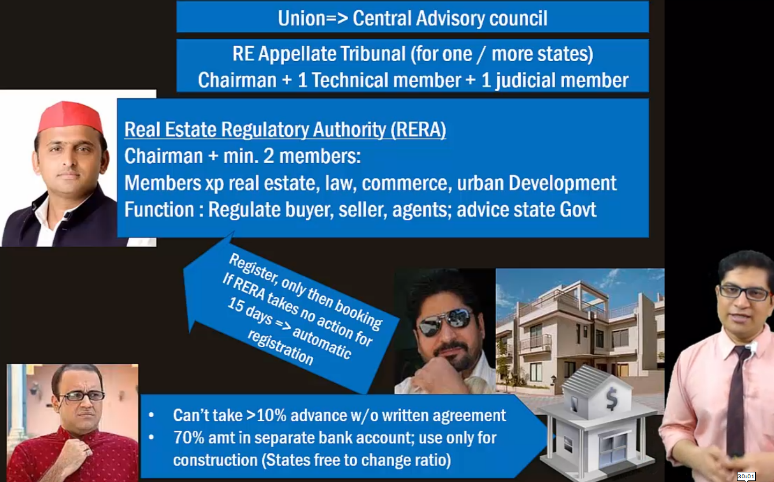 Union=> Central Advisory council
RE Appellate Tribunal (for one / more states)
Chairman + 1 Technical member + 1 judicial member
Real Estate Regulatory Authority (RERA)
Chairman + min. 2 members:
Members xp real estate, law, commerce, urban Development
Function : Regulate buyer, seller, agents; advice state Govt
Register, only then booking
If RERA takes no action for
15 days => automatic
registration
$
• Can't take >10% advance w/o written agreement
• 70% amt in separate bank account; use only for
construction (States free to change ratio)